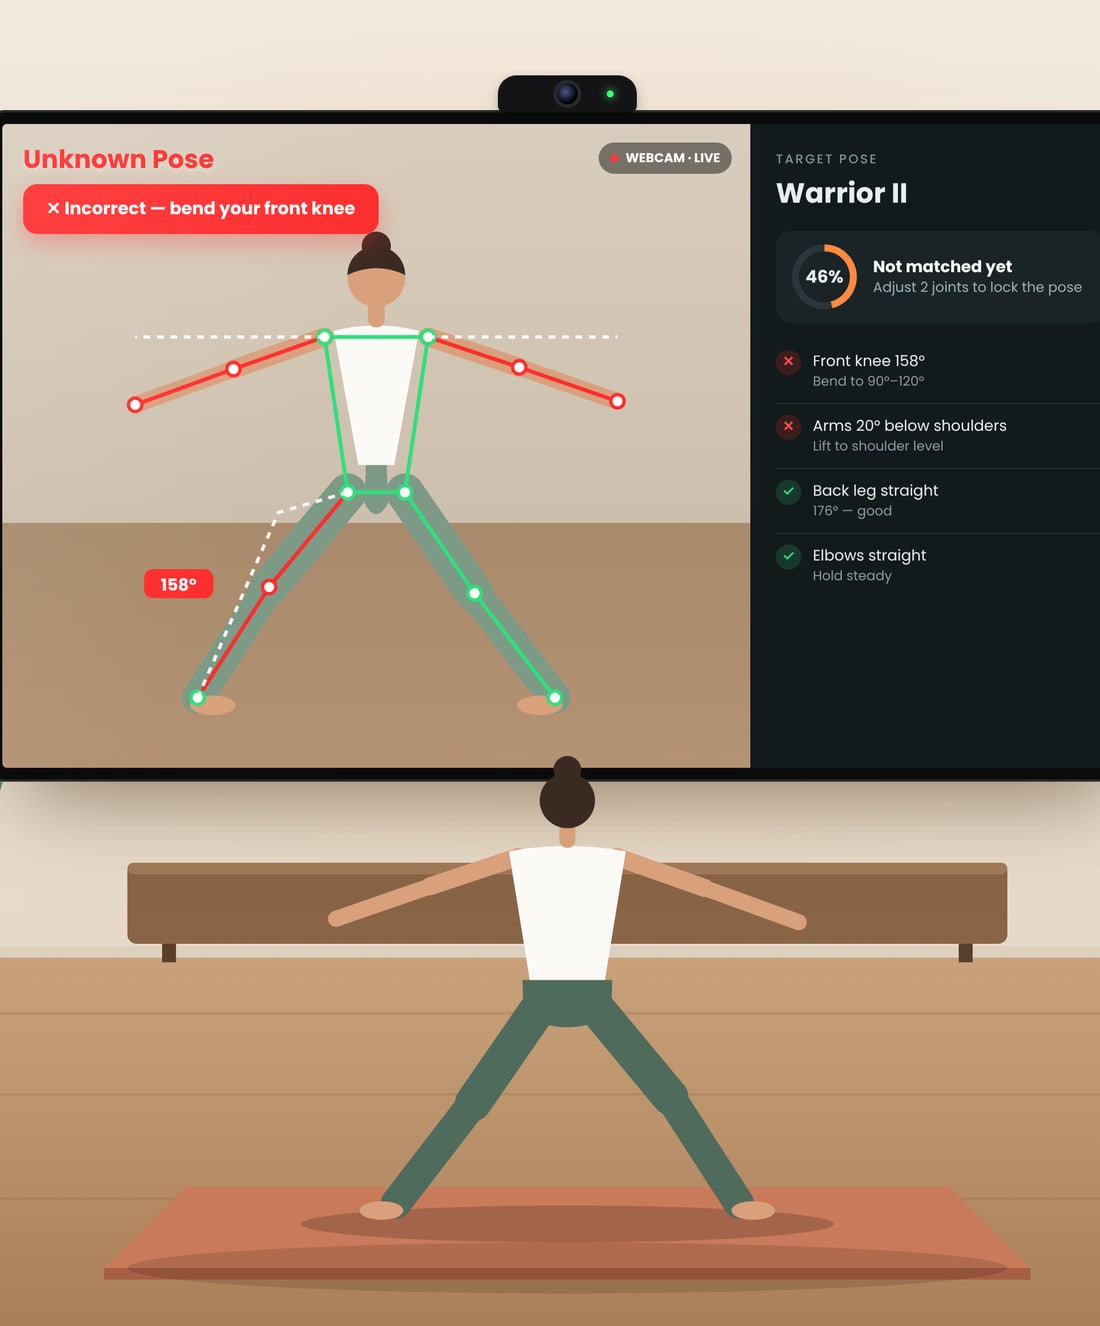 Unknown Pose
✕ Incorrect — bend your front knee
WEBCAM · LIVE
158°
TARGET POSE
Warrior II
46%
Not matched yet
Adjust 2 joints to lock the pose
Front knee 158°
Bend to 90°–120°
Arms 20° below shoulders
Lift to shoulder level
Back leg straight
176° — good
Elbows straight
Hold steady